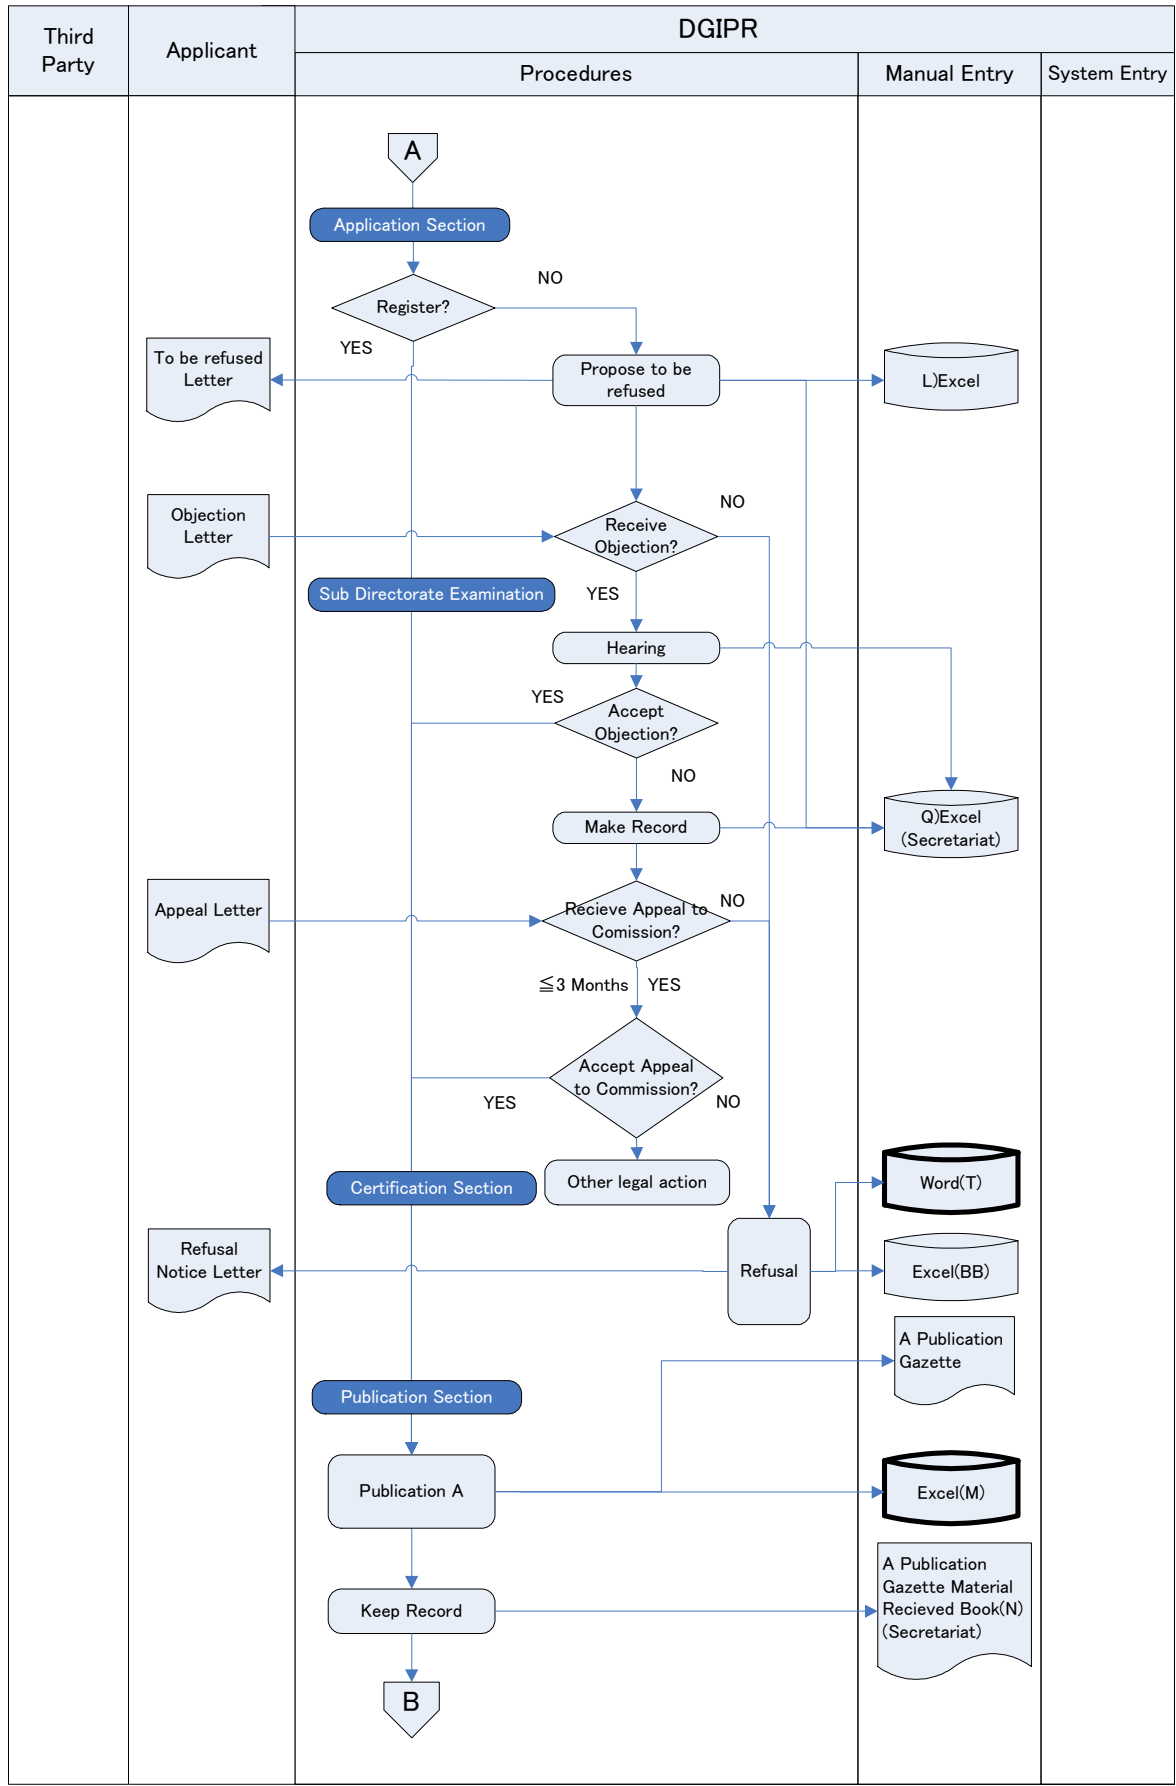 Third
Party
Applicant
DGIPR
Procedures
Manual Entry
System Entry
A
Application Section
NO
Register?
YES
To be refused
Letter
Propose to be
refused
L)Excel
Objection
Letter
Receive
Objection?
NO
Sub Directorate Examination
YES
Hearing
YES
Accept
Objection?
NO
Make Record
Q)Excel
(Secretariat)
Appeal Letter
Recieve Appeal to
Comission?
NO
≦3 Months
YES
Accept Appeal
to Commission?
YES
NO
Certification Section
Other legal action
Word(T)
Refusal
Notice Letter
Refusal
Excel(BB)
A Publication
Gazette
Publication Section
Publication A
Excel(M)
A Publication
Gazette Material
Recieved Book(N)
(Secretariat)
Keep Record
B